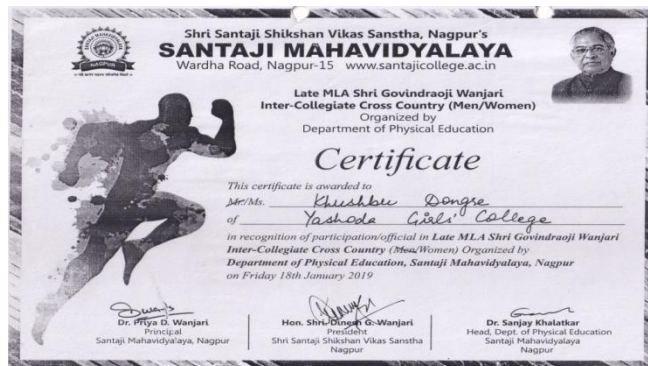 Shri Santaji Shikshan Vikas Sanstha, Nagpur's
SANTAJI MAHAVIDYALAYA
Wardha Road, Nagpur-15 www.santajicollege.ac.in
NAGPUR
Late MLA Shri Govindraoji Wanjari
Inter-Collegiate Cross Country (Men/Women)
Organized by
Department of Physical Education
Certificate
This certificate is awarded to
Mr./Ms. Khushbu Dongre
of Yashoda Girls' College
in recognition of participation/official in Late MLA Shri Govindraoji Wanjari
Inter-Collegiate Cross Country (Men/Women) Organized by
Department of Physical Education, Santaji Mahavidyalaya, Nagpur
on Friday 18th January 2019
Dr. Priya D. Wanjari
Principal
Santaji Mahavidyalaya, Nagpur
Hon. Shri. Dinesh G. Wanjari
President
Shri Santaji Shikshan Vikas Sanstha
Nagpur
Dr. Sanjay Khalatkar
Head, Dept. of Physical Education
Santaji Mahavidyalaya
Nagpur